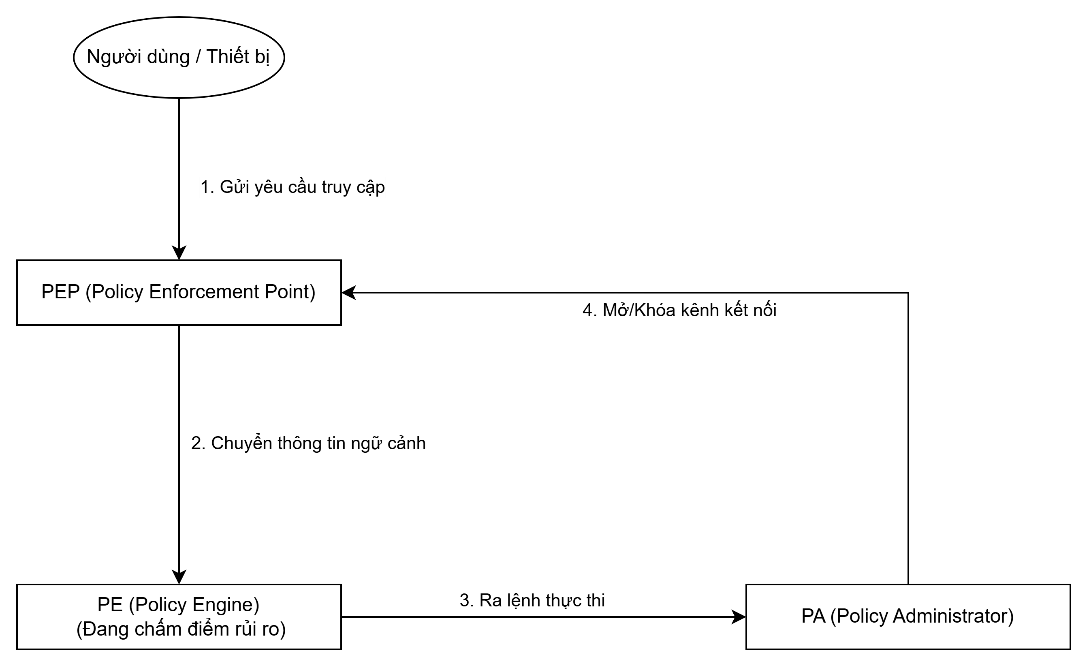 Người dùng / Thiết bị
1. Gửi yêu cầu truy cập
PEP (Policy Enforcement Point)
4. Mở/Khóa kênh kết nối
2. Chuyển thông tin ngữ cảnh
PE (Policy Engine)
(Đang chấm điểm rủi ro)
3. Ra lệnh thực thi
PA (Policy Administrator)